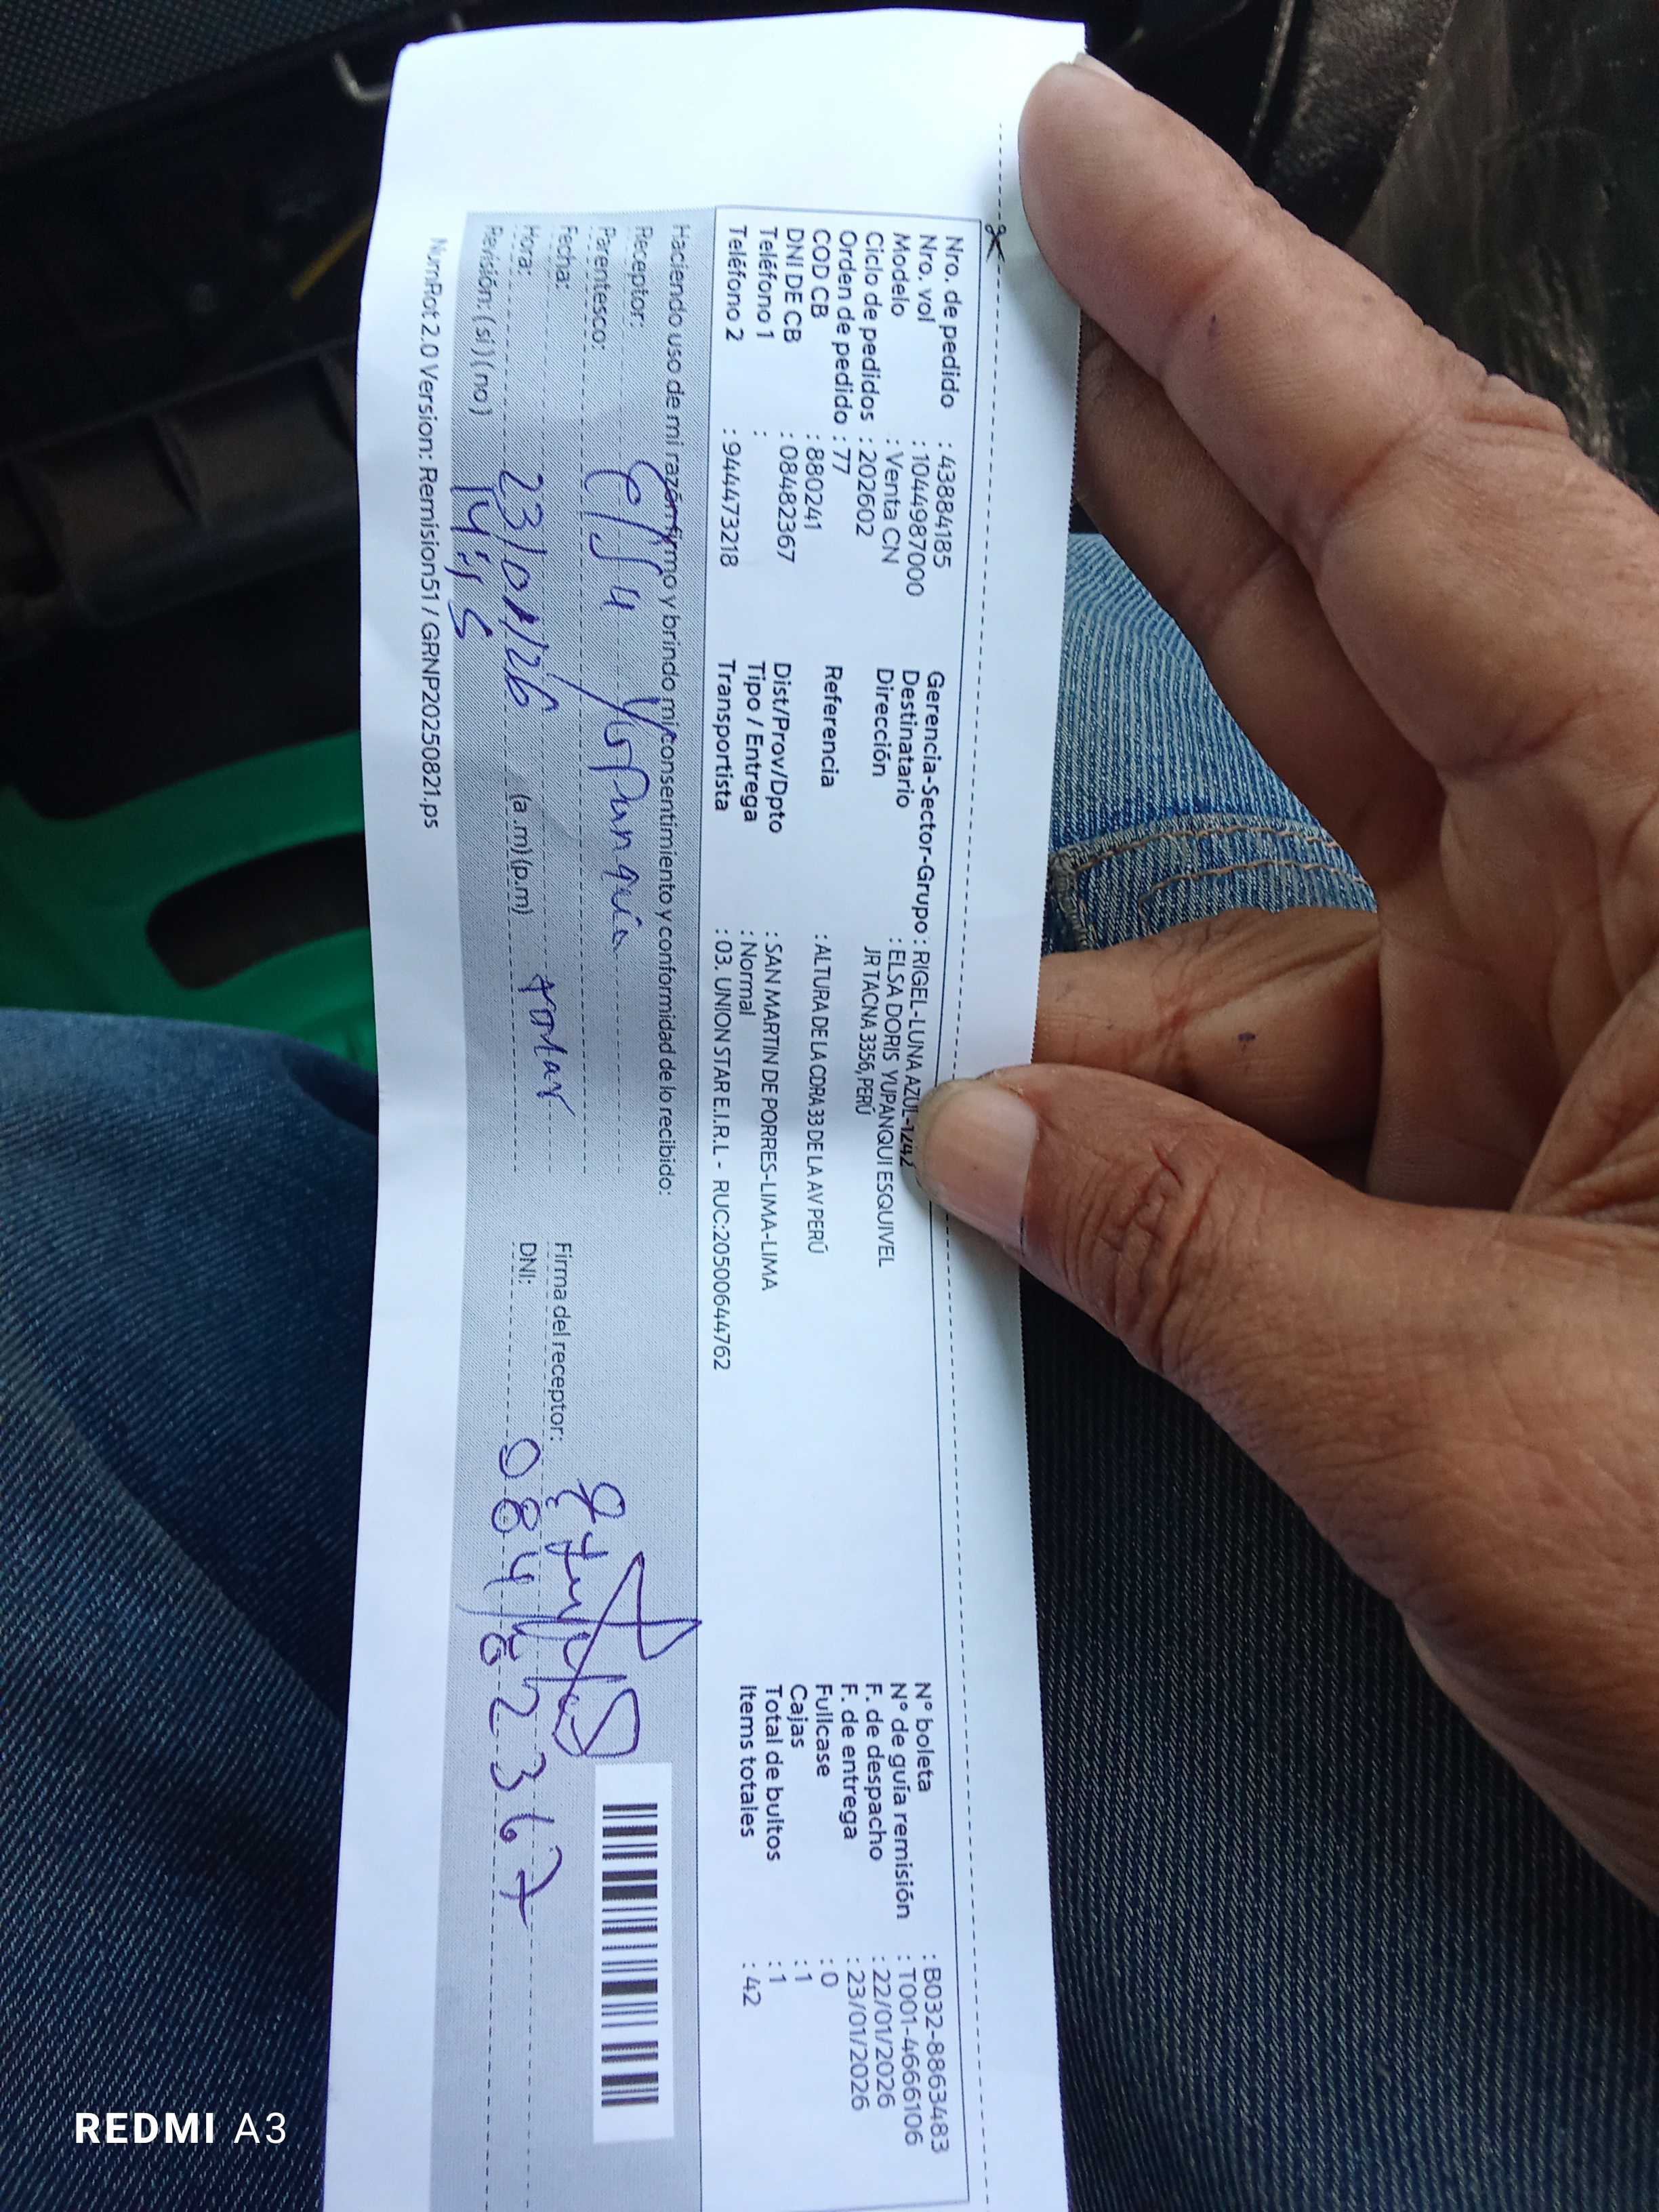 Nro. de pedido : 43884185
Nro. vol : 1044987000
Modelo : Venta CN
Ciclo de pedidos : 202602
Orden de pedido : 77
COD CB : 880241
DNI DE CB : 08482367
Teléfono 1 :
Teléfono 2 : 944473218
Gerencia-Sector-Grupo : RIGEL-LUNA AZUL-1242
Destinatario : ELSA DORIS YUPANQUI ESQUIVEL
Dirección JR TACNA 3356, PERÚ
Referencia : ALTURA DE LA CDRA 33 DE LA AV PERÚ
Dist/Prov/Dpto : SAN MARTIN DE PORRES-LIMA-LIMA
Tipo / Entrega : Normal
Transportista : 03. UNION STAR E.I.R.L - RUC:20500644762
N° boleta : B032-8863483
N° de guía remisión : T001-4666106
F. de despacho : 22/01/2026
F. de entrega : 23/01/2026
Fullcase : 0
Cajas : 1
Total de bultos : 1
Items totales : 42
Haciendo uso de mi razón firmo y brindo mi consentimiento y conformidad de lo recibido:
Receptor:
Parentesco:
Fecha: 23/01/26
Hora: 14:15 (a.m) (p.m)
Revisión: (si) (no)
Firma del receptor:
DNI: 08482367
NumRot 2.0 Version: Remision51 / GRNP20250821.ps
REDMI A3